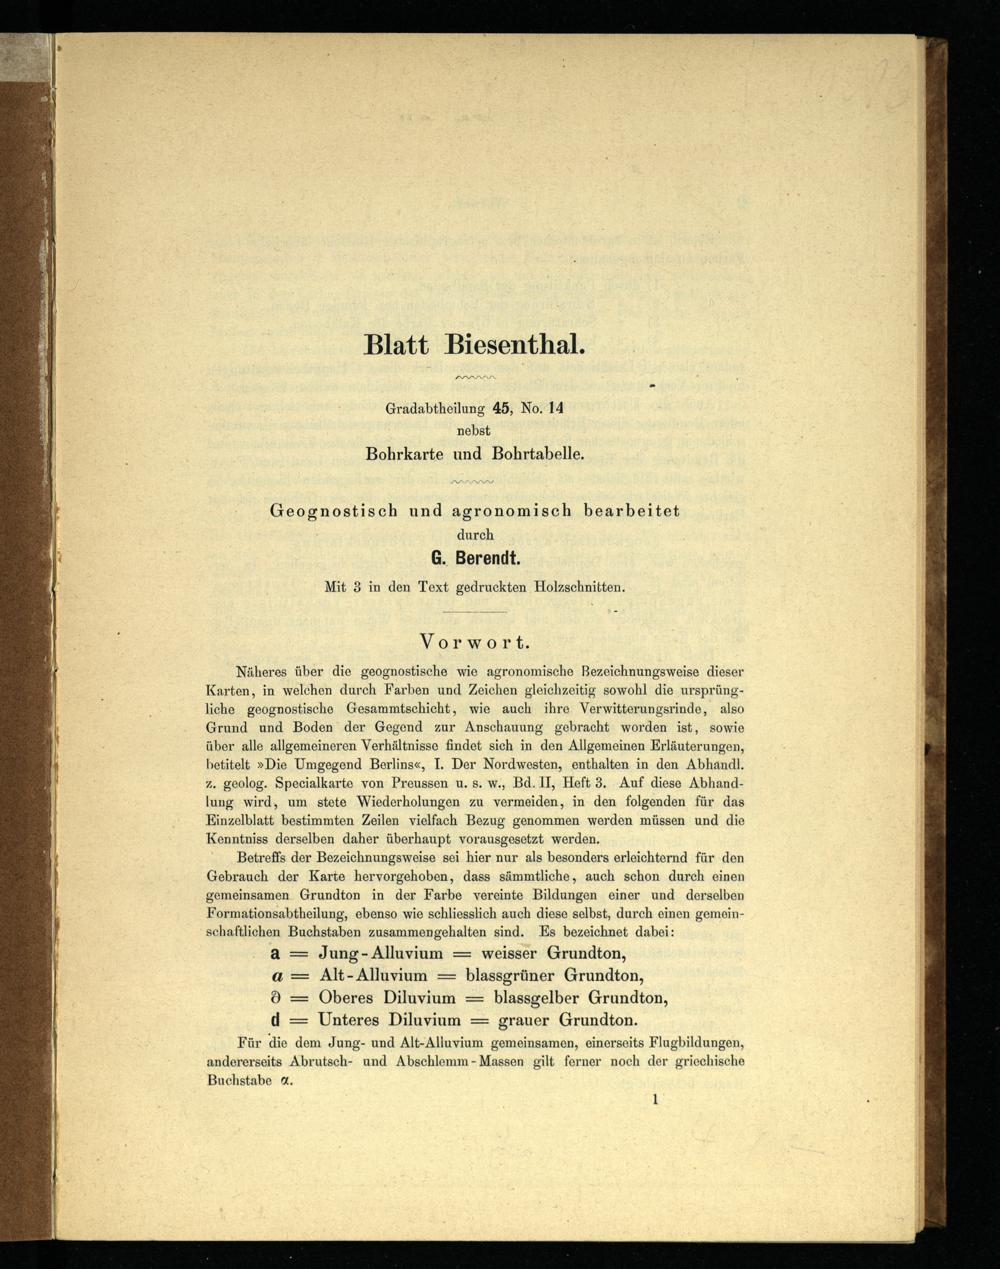 Blatt Biesenthal.
Gradabtheilung 45, No. 14
nebst
Bohrkarte und Bohrtabelle.
Geognostisch und agronomisch bearbeitet
durch
G. Berendt.
Mit 3 in den Text gedruckten Holzschnitten.
Vorwort.
Näheres über die geognostische wie agronomische Bezeichnungsweise dieser
Karten, in welchen durch Farben und Zeichen gleichzeitig sowohl die ursprüng-
liche geognostische Gesammtschicht, wie auch ihre Verwitterungsrinde, also
Grund und Boden der Gegend zur Anschauung gebracht worden ist, sowie
über alle allgemeineren Verhältnisse findet sich in den Allgemeinen Erläuterungen,
betitelt »Die Umgegend Berlins«, I. Der Nordwesten, enthalten in den Abhandl.
z. geolog. Specialkarte von Preussen u. s. w., Bd. II, Heft 3. Auf diese Abhand-
lung wird, um stete Wiederholungen zu vermeiden, in den folgenden für das
Einzelblatt bestimmten Zeilen vielfach Bezug genommen werden müssen und die
Kenntniss derselben daher überhaupt vorausgesetzt werden.
Betreffs der Bezeichnungsweise sei hier nur als besonders erleichternd für den
Gebrauch der Karte hervorgehoben, dass sämmtliche, auch schon durch einen
gemeinsamen Grundton in der Farbe vereinte Bildungen einer und derselben
Formationsabtheilung, ebenso wie schliesslich auch diese selbst, durch einen gemein-
schaftlichen Buchstaben zusammengehalten sind. Es bezeichnet dabei:
a = Jung-Alluvium = weisser Grundton,
a = Alt-Alluvium = blassgrüner Grundton,
∂ = Oberes Diluvium = blassgelber Grundton,
d = Unteres Diluvium = grauer Grundton.
Für die dem Jung- und Alt-Alluvium gemeinsamen, einerseits Flugbildungen,
andererseits Abrutsch- und Abschlemm-Massen gilt ferner noch der griechische
Buchstabe α.
1